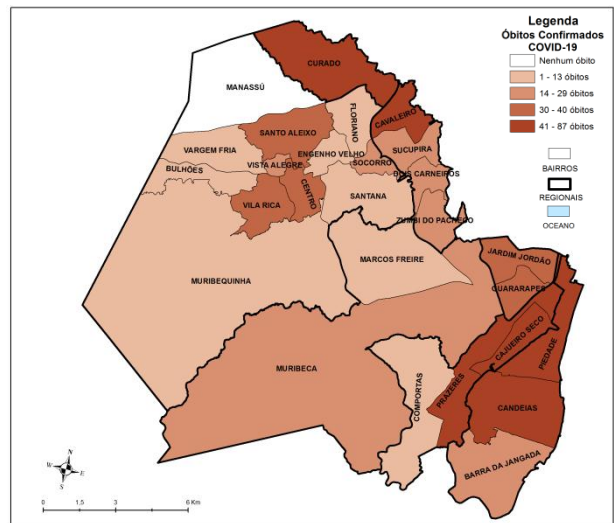 Legenda
Óbitos Confirmados
COVID-19
Nenhum óbito
1 - 13 óbitos
14 - 29 óbitos
30 - 40 óbitos
41 - 87 óbitos
BAIRROS
REGIONAIS
OCEANO
CURADO
MANASSÚ
FLORIANO
CAVALEIRO
SANTO ALEIXO
VARGEM FRIA
ENGENHO VELHO
SUCUPIRA
VISTA ALEGRE
SOCORRO
BULHÕES
DOIS CARNEIROS
CENTRO
SANTANA
VILA RICA
ZUMBI DO PACHECO
JARDIM JORDÃO
MARCOS FREIRE
MURIBEQUINHA
GUARARAPES
CAJUEIRO SECO
PIEDADE
MURIBECA
COMPORTAS
PRAZERES
CANDEIAS
BARRA DA JANGADA
N
W
E
S
0 1,5 3 6 Km